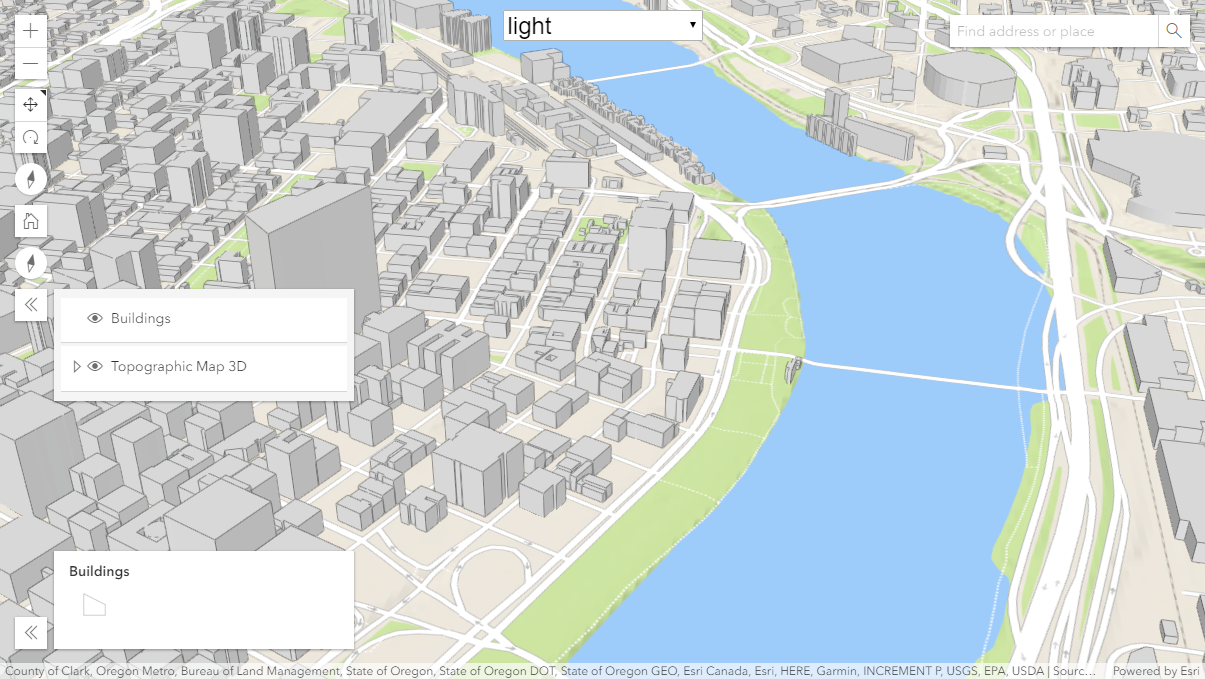 light
Find address or place
Buildings
Topographic Map 3D
Buildings
County of Clark, Oregon Metro, Bureau of Land Management, State of Oregon, State of Oregon DOT, State of Oregon GEO, Esri Canada, Esri, HERE, Garmin, INCREMENT P, USGS, EPA, USDA | Sourc... Powered by Esri